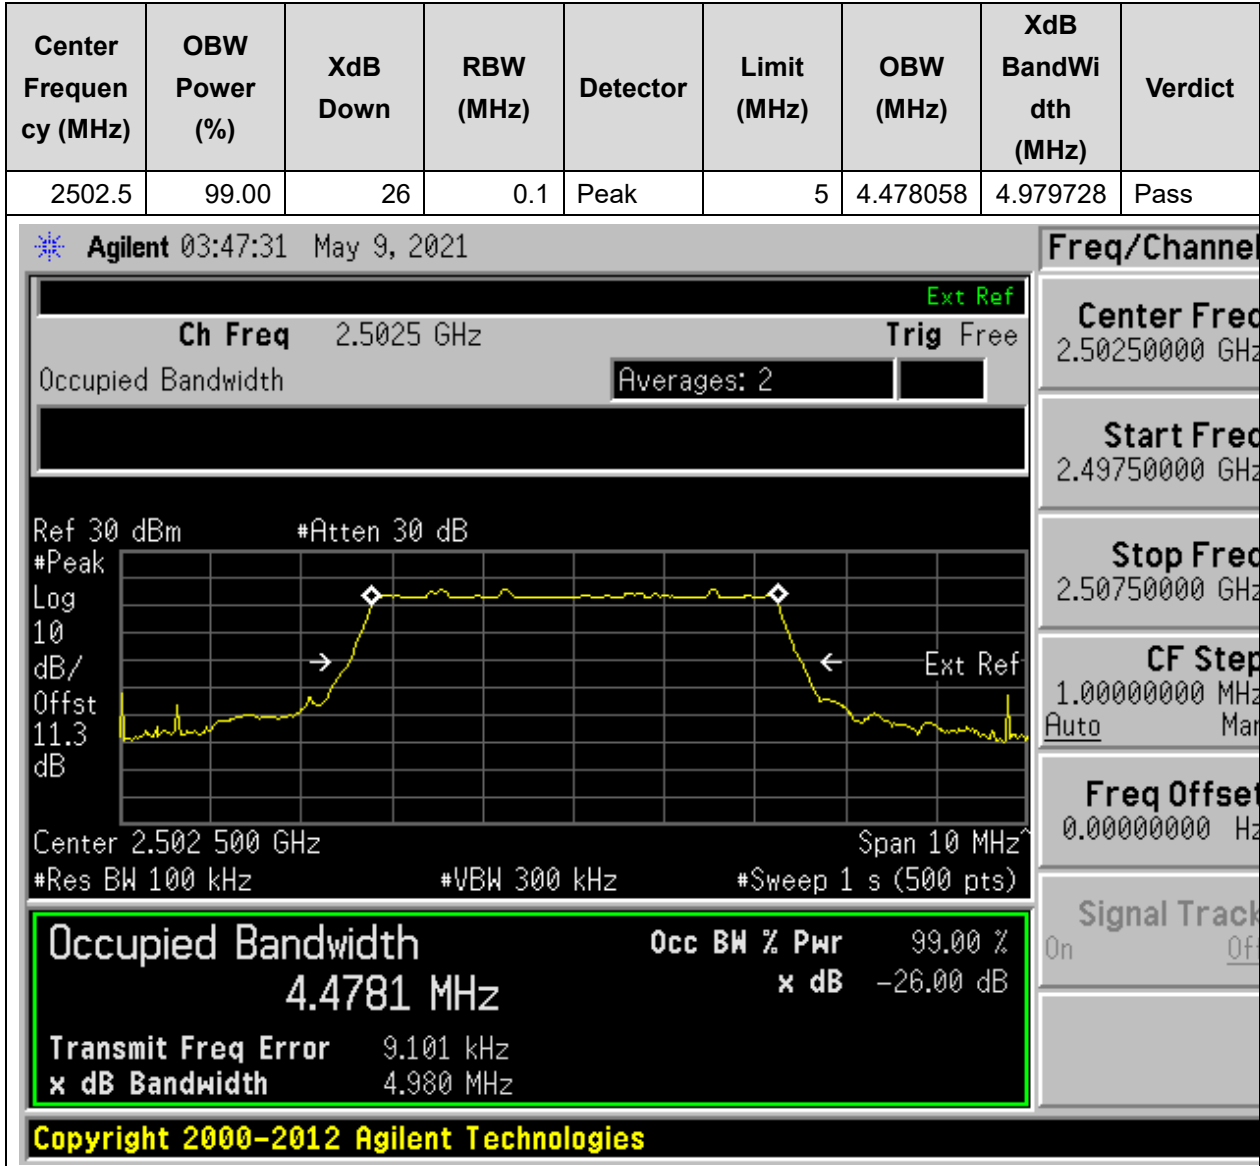 Center Frequen cy (MHz) OBW Power (%) XdB Down RBW (MHz) Detector Limit (MHz) OBW (MHz) XdB BandWi dth (MHz) Verdict
2502.5 99.00 26 0.1 Peak 5 4.478058 4.979728 Pass
Agilent 03:47:31 May 9, 2021
Freq/Channel
Ext Ref
Ch Freq 2.5025 GHz Trig Free
Occupied Bandwidth Averages: 2
Center Freq
2.50250000 GHz
Start Freq
2.49750000 GHz
Stop Freq
2.50750000 GHz
CF Step
1.00000000 MHz
Auto Man
Freq Offset
0.00000000 Hz
Signal Track
On Off
Ref 30 dBm #Atten 30 dB
#Peak
Log
10
dB/
Offst
11.3
dB
Ext Ref
Center 2.502 500 GHz Span 10 MHz^
#Res BW 100 kHz #VBW 300 kHz #Sweep 1 s (500 pts)
Occupied Bandwidth
4.4781 MHz
Occ BW % Pwr 99.00 %
x dB -26.00 dB
Transmit Freq Error 9.101 kHz
x dB Bandwidth 4.980 MHz
Copyright 2000-2012 Agilent Technologies